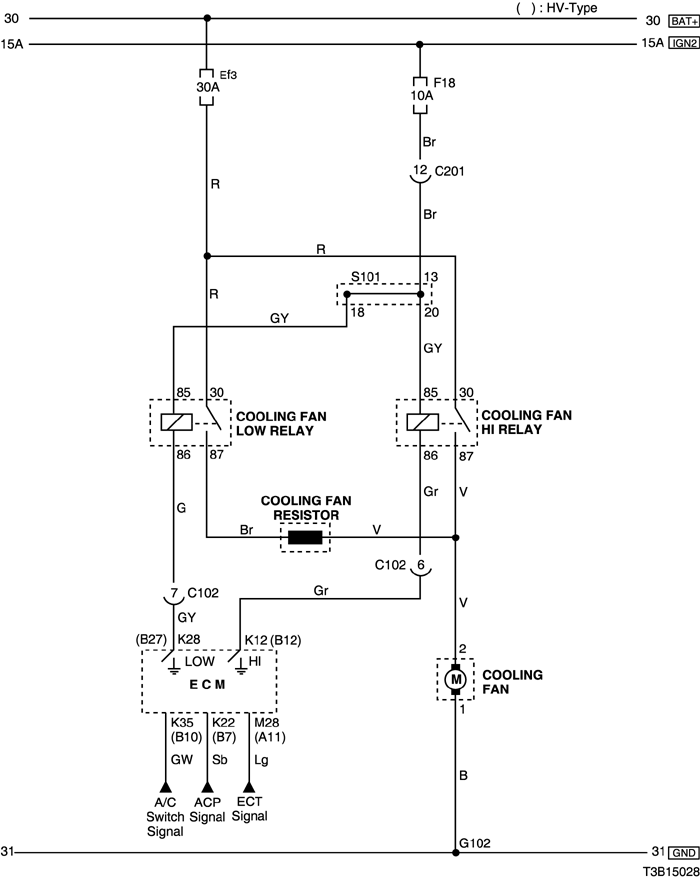 ( ) : HV-Type
30
30 BAT+
15A
15A IGN2
Ef3
30A
F18
10A
Br
12 C201
R
Br
R
S101
13
R
18
20
GY
GY
85 30
85 30
COOLING FAN
LOW RELAY
COOLING FAN
HI RELAY
86 87
86 87
Gr V
G
COOLING FAN
RESISTOR
Br
V
C102 6
7 C102
Gr
V
GY
(B27) K28
K12 (B12)
LOW
HI
2
E C M
M
COOLING
FAN
1
K35
(B10)
K22
(B7)
M28
(A11)
GW
Sb
Lg
B
A/C
Switch
Signal
ACP
Signal
ECT
Signal
G102
31
31 GND
T3B15028